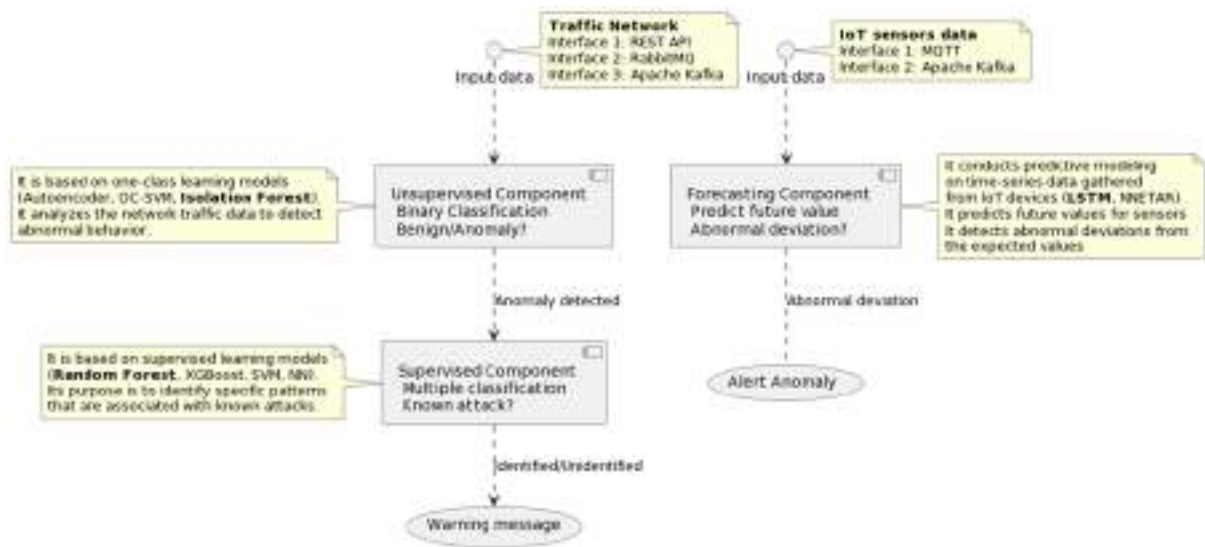 Traffic Network
Interface 1: REST API
Interface 2: RabbitMQ
Interface 3: Apache Kafka
Input data
IoT sensors data
Interface 1: MQTT
Interface 2: Apache Kafka
Input data
It is based on one-class learning models
(Autoencoder, OC-SVM, Isolation Forest).
It analyzes the network traffic data to detect
abnormal behavior.
Unsupervised Component
Binary Classification
Benign/Anomaly?
Forecasting Component
Predict future value
Abnormal deviation?
It conducts predictive modeling
on time-series-data gathered
from IoT devices (LSTM, NNETAR)
It predicts future values for sensors
It detects abnormal deviations from
the expected values
Anomaly detected
Abnormal deviation
It is based on supervised learning models
(Random Forest, XGBoost, SVM, NN).
Its purpose is to identify specific patterns
that are associated with known attacks.
Supervised Component
Multiple classification
Known attack?
Alert Anomaly
Identified/Unidentified
Warning message